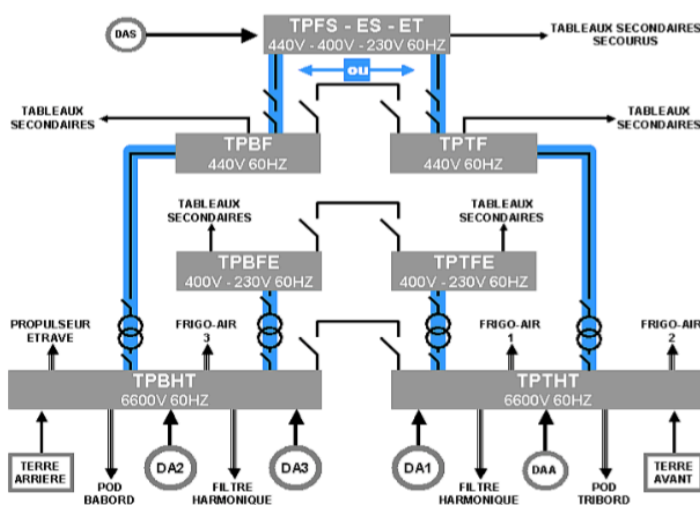 DAS
TPFS - ES - ET
440V - 400V - 230V 60HZ
TABLEAUX SECONDAIRES
SECOURUS
ou
TABLEAUX
SECONDAIRES
TABLEAUX
SECONDAIRES
TPBF
440V 60HZ
TPTF
440V 60HZ
TABLEAUX
SECONDAIRES
TABLEAUX
SECONDAIRES
TPBFE
400V - 230V 60HZ
TPTFE
400V - 230V 60HZ
PROPULSEUR
ETRAVE
FRIGO-AIR
3
FRIGO-AIR
1
FRIGO-AIR
2
TPBHT
6600V 60HZ
TPTHT
6600V 60HZ
TERRE
ARRIERE
DA2
DA3
DA1
DAA
TERRE
AVANT
POD
BABORD
FILTRE
HARMONIQUE
FILTRE
HARMONIQUE
POD
TRIBORD